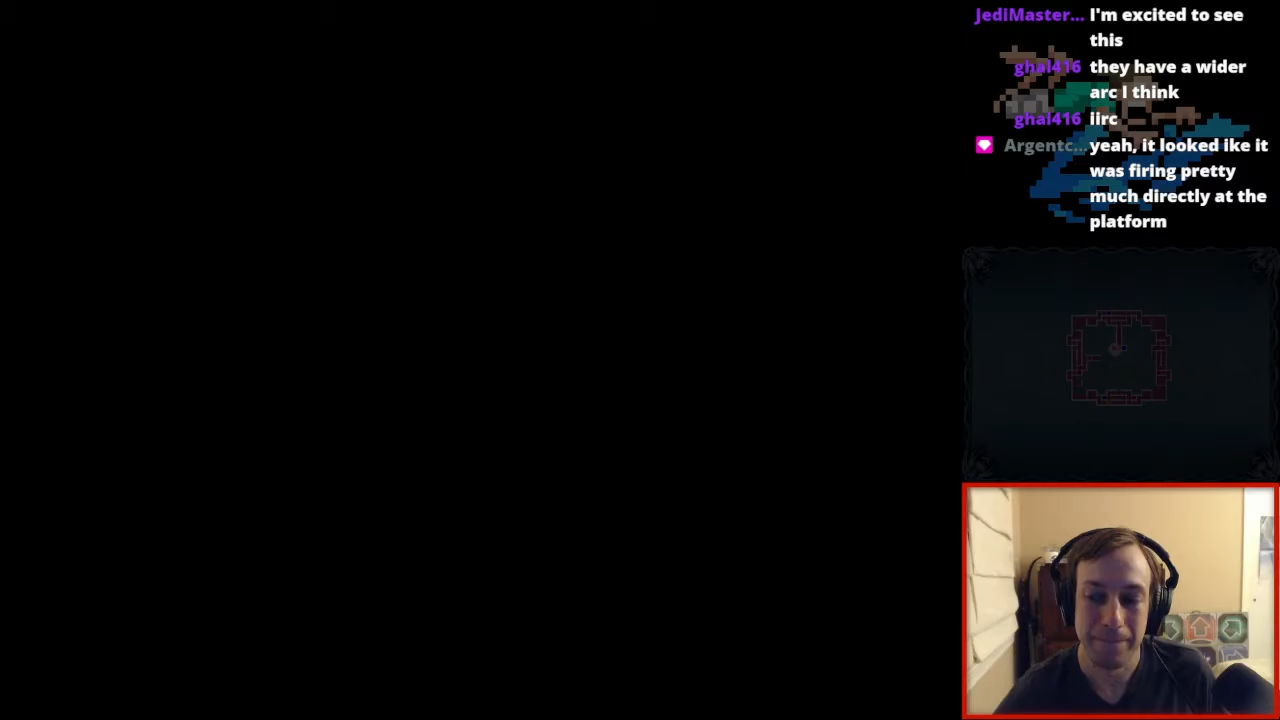 JediMaster... I'm excited to see
this
ghal416 they have a wider
arc I think
ghal416 iirc
Argentc... yeah, it looked ike it
was firing pretty
much directly at the
platform